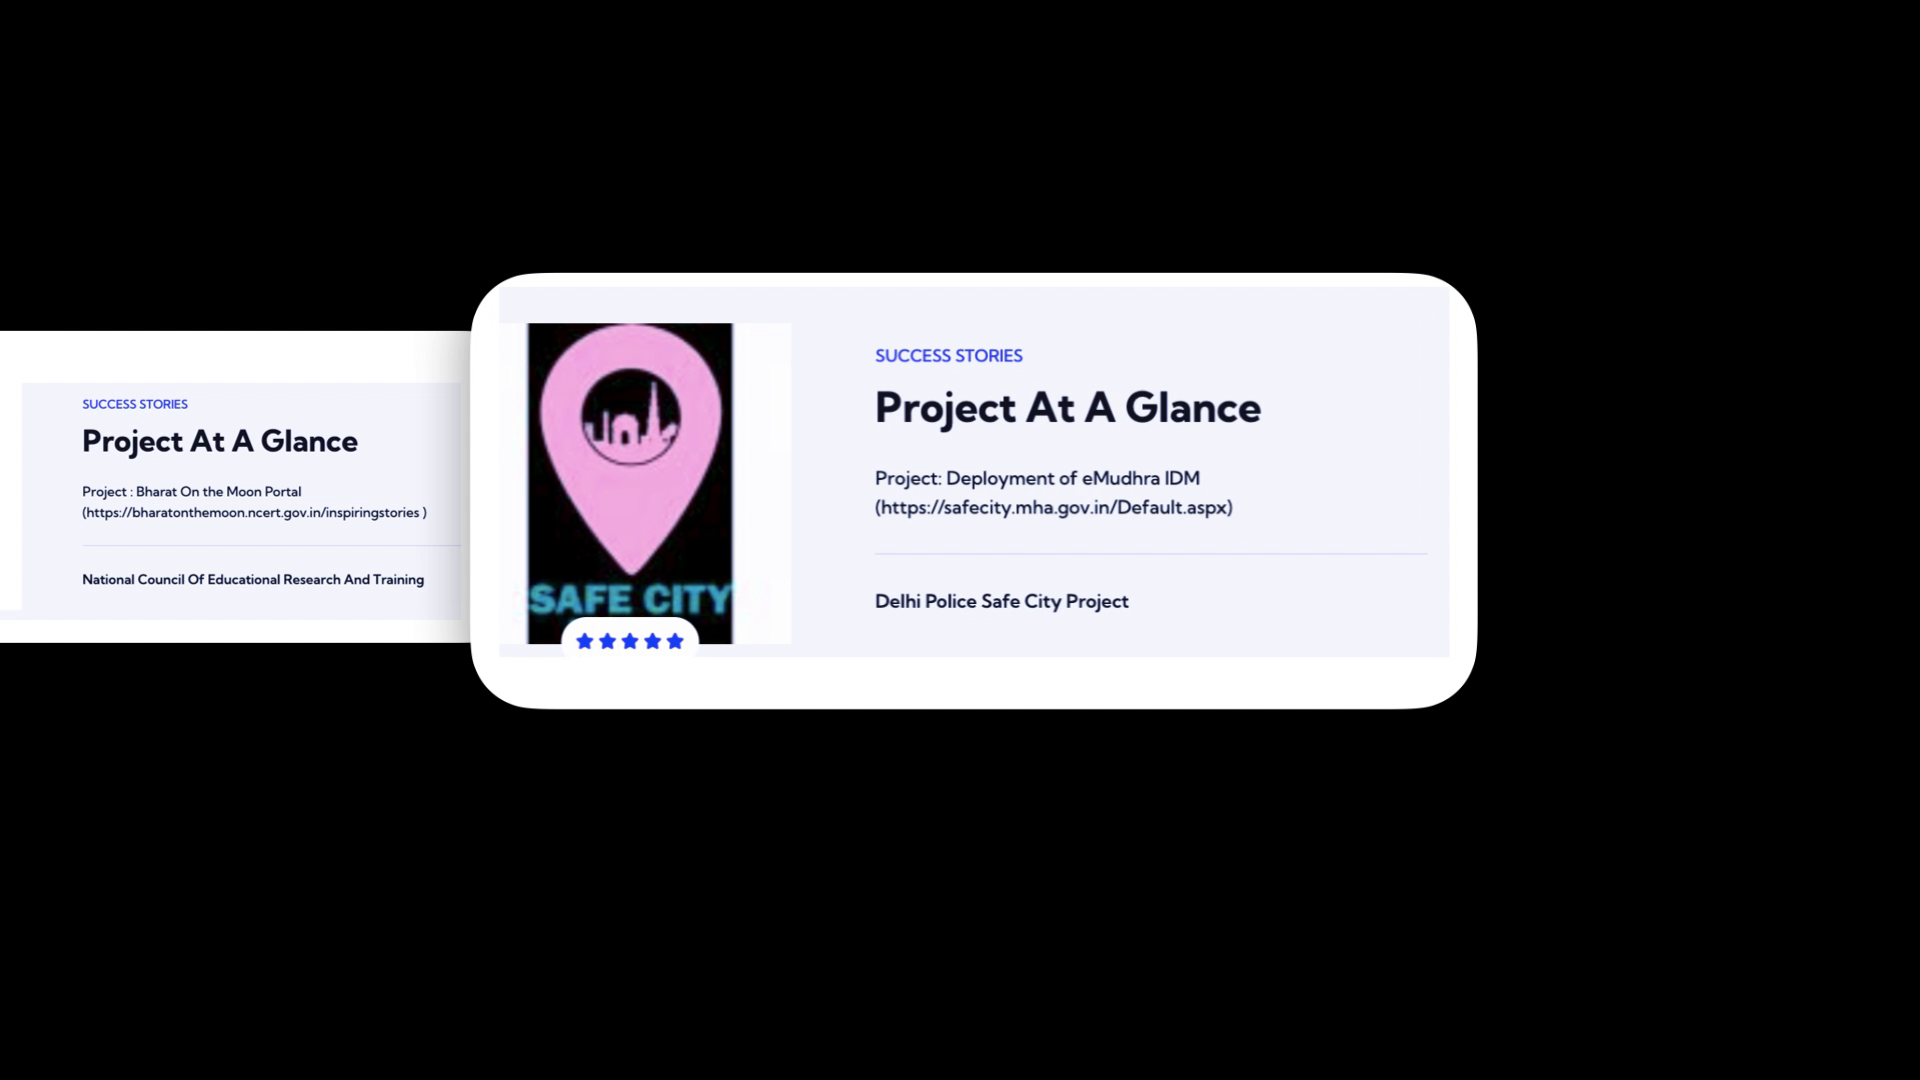 SUCCESS STORIES
Project At A Glance
Project : Bharat On the Moon Portal
(https://bharatonthemoon.ncert.gov.in/inspiringstories )
National Council Of Educational Research And Training
SAFE CITY
SUCCESS STORIES
Project At A Glance
Project: Deployment of eMudhra IDM
(https://safecity.mha.gov.in/Default.aspx)
Delhi Police Safe City Project